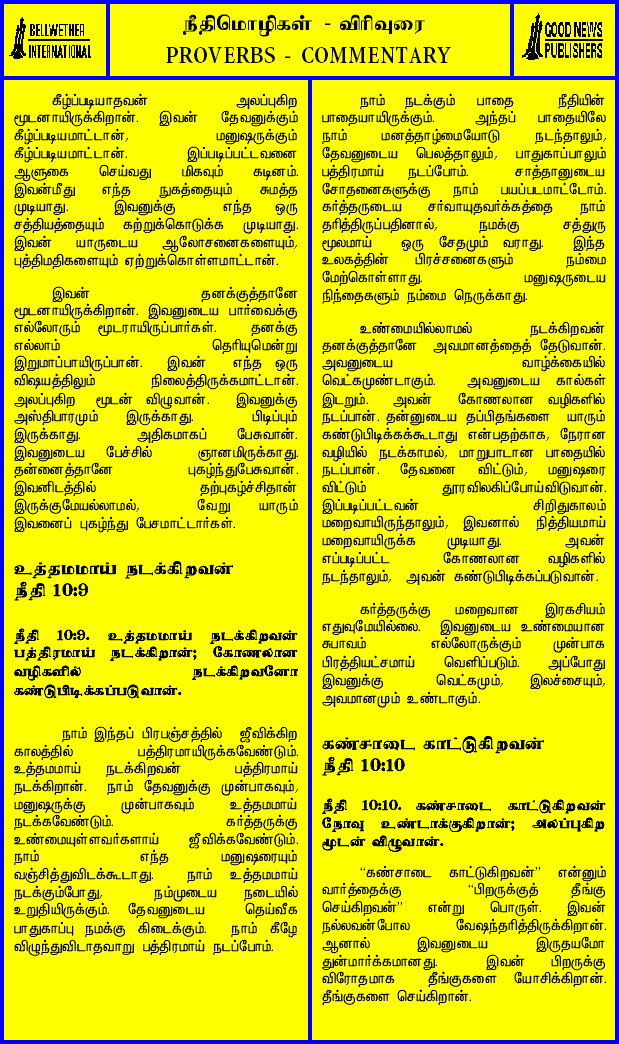 BELLWETHER
INTERNATIONAL
நீதிமொழிகள் - விரிவுரை
PROVERBS - COMMENTARY
GOOD NEWS
PUBLISHERS
கீழ்ப்படியாதவன் அலப்புகிற
மூடனாயிருக்கிறான். இவன் தேவனுக்கும்
கீழ்ப்படியமாட்டான், மனுஷருக்கும்
கீழ்ப்படியமாட்டான். இப்படிப்பட்டவனை
ஆளுகை செய்வது மிகவும் கடினம்.
இவன்மீது எந்த நுகத்தையும் சுமத்த
முடியாது. இவனுக்கு எந்த ஒரு
சத்தியத்தையும் கற்றுக்கொடுக்க முடியாது.
இவன் யாருடைய ஆலோசனைகளையும்,
புத்திமதிகளையும் ஏற்றுக்கொள்ளமாட்டான்.
இவன் தனக்குத்தானே
மூடனாயிருக்கிறான். இவனுடைய பார்வைக்கு
எல்லோரும் மூடராயிருப்பார்கள். தனக்கு
எல்லாம் தெரியுமென்று
இறுமாப்பாயிருப்பான். இவன் எந்த ஒரு
விஷயத்திலும் நிலைத்திருக்கமாட்டான்.
அலப்புகிற மூடன் விழுவான். இவனுக்கு
அஸ்திபாரமும் இருக்காது. பிடிப்பும்
இருக்காது. அதிகமாகப் பேசுவான்.
இவனுடைய பேச்சில் ஞானமிருக்காது.
தன்னைத்தானே புகழ்ந்துபேசுவான்.
இவனிடத்தில் தற்புகழ்ச்சிதான்
இருக்குமேயல்லாமல், வேறு யாரும்
இவனைப் புகழ்ந்து பேசமாட்டார்கள்.
உத்தமமாய் நடக்கிறவன்
நீதி 10:9
நீதி 10:9. உத்தமமாய் நடக்கிறவன்
பத்திரமாய் நடக்கிறான்; கோணலான
வழிகளில் நடக்கிறவனோ
கண்டுபிடிக்கப்படுவான்.
நாம் இந்தப் பிரபஞ்சத்தில் ஜீவிக்கிற
காலத்தில் பத்திரமாயிருக்கவேண்டும்.
உத்தமமாய் நடக்கிறவன் பத்திரமாய்
நடக்கிறான். நாம் தேவனுக்கு முன்பாகவும்,
மனுஷருக்கு முன்பாகவும் உத்தமமாய்
நடக்கவேண்டும். கர்த்தருக்கு
உண்மையுள்ளவர்களாய் ஜீவிக்கவேண்டும்.
நாம் எந்த மனுஷரையும்
வஞ்சித்துவிடக்கூடாது. நாம் உத்தமமாய்
நடக்கும்போது, நம்முடைய நடையில்
உறுதியிருக்கும். தேவனுடைய தெய்வீக
பாதுகாப்பு நமக்கு கிடைக்கும். நாம் கீழே
விழுந்துவிடாதவாறு பத்திரமாய் நடப்போம்.
நாம் நடக்கும் பாதை நீதியின்
பாதையாயிருக்கும். அந்தப் பாதையிலே
நாம் மனத்தாழ்மையோடு நடந்தாலும்,
தேவனுடைய பெலத்தாலும், பாதுகாப்பாலும்
பத்திரமாய் நடப்போம். சாத்தானுடைய
சோதனைகளுக்கு நாம் பயப்படமாட்டோம்.
கர்த்தருடைய சர்வாயுதவர்க்கத்தை நாம்
தரித்திருப்பதினால், நமக்கு சத்துரு
மூலமாய் ஒரு சேதமும் வராது. இந்த
உலகத்தின் பிரச்சனைகளும் நம்மை
மேற்கொள்ளாது. மனுஷருடைய
நிந்தைகளும் நம்மை நெருக்காது.
உண்மையில்லாமல் நடக்கிறவன்
தனக்குத்தானே அவமானத்தைத் தேடுவான்.
அவனுடைய வாழ்க்கையில்
வெட்கமுண்டாகும். அவனுடைய கால்கள்
இடறும். அவன் கோணலான வழிகளில்
நடப்பான். தன்னுடைய தப்பிதங்களை யாரும்
கண்டுபிடிக்கக்கூடாது என்பதற்காக, நேரான
வழியில் நடக்காமல், மாறுபாடான பாதையில்
நடப்பான். தேவனை விட்டும், மனுஷரை
விட்டும் தூரவிலகிப்போய்விடுவான்.
இப்படிப்பட்டவன் சிறிதுகாலம்
மறைவாயிருந்தாலும், இவனால் நித்தியமாய்
மறைவாயிருக்க முடியாது. அவன்
எப்படிப்பட்ட கோணலான வழிகளில்
நடந்தாலும், அவன் கண்டுபிடிக்கப்படுவான்.
கர்த்தருக்கு மறைவான இரகசியம்
எதுவுமேயில்லை. இவனுடைய உண்மையான
சுபாவம் எல்லோருக்கும் முன்பாக
பிரத்தியட்சமாய் வெளிப்படும். அப்போது
இவனுக்கு வெட்கமும், இலச்சையும்,
அவமானமும் உண்டாகும்.
கண்சாடை காட்டுகிறவன்
நீதி 10:10
நீதி 10:10. கண்சாடை காட்டுகிறவன்
நோவு உண்டாக்குகிறான்; அலப்புகிற
மூடன் விழுவான்.
“கண்சாடை காட்டுகிறவன்” என்னும்
வார்த்தைக்கு “பிறருக்குத் தீங்கு
செய்கிறவன்” என்று பொருள். இவன்
நல்லவன்போல வேஷந்தரித்திருக்கிறான்.
ஆனால் இவனுடைய இருதயமோ
துன்மார்க்கமானது. இவன் பிறருக்கு
விரோதமாக தீங்குகளை யோசிக்கிறான்.
தீங்குகளை செய்கிறான்.